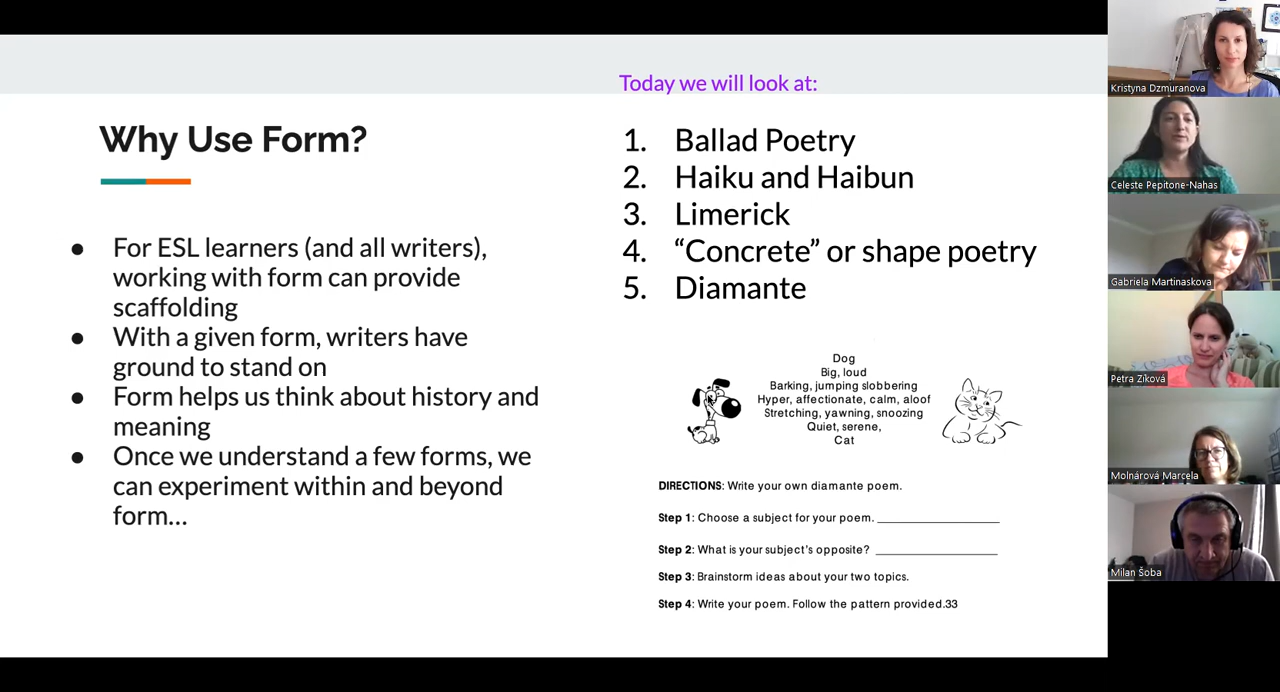 Why Use Form?
● For ESL learners (and all writers),
working with form can provide
scaffolding
● With a given form, writers have
ground to stand on
● Form helps us think about history and
meaning
● Once we understand a few forms, we
can experiment within and beyond
form...
Today we will look at:
1. Ballad Poetry
2. Haiku and Haibun
3. Limerick
4. “Concrete” or shape poetry
5. Diamante
Dog
Big, loud
Barking, jumping slobbering
Hyper, affectionate, calm, aloof
Stretching, yawning, snoozing
Quiet, serene,
Cat
DIRECTIONS: Write your own diamante poem.
Step 1: Choose a subject for your poem. ____________________
Step 2: What is your subject's opposite? ____________________
Step 3: Brainstorm ideas about your two topics.
Step 4: Write your poem. Follow the pattern provided.33
Kristyna Dzmuranova
Celeste Pepitone-Nahas
Gabriela Martinaskova
Petra Zíková
Molnárová Marcela
Milan Šoba